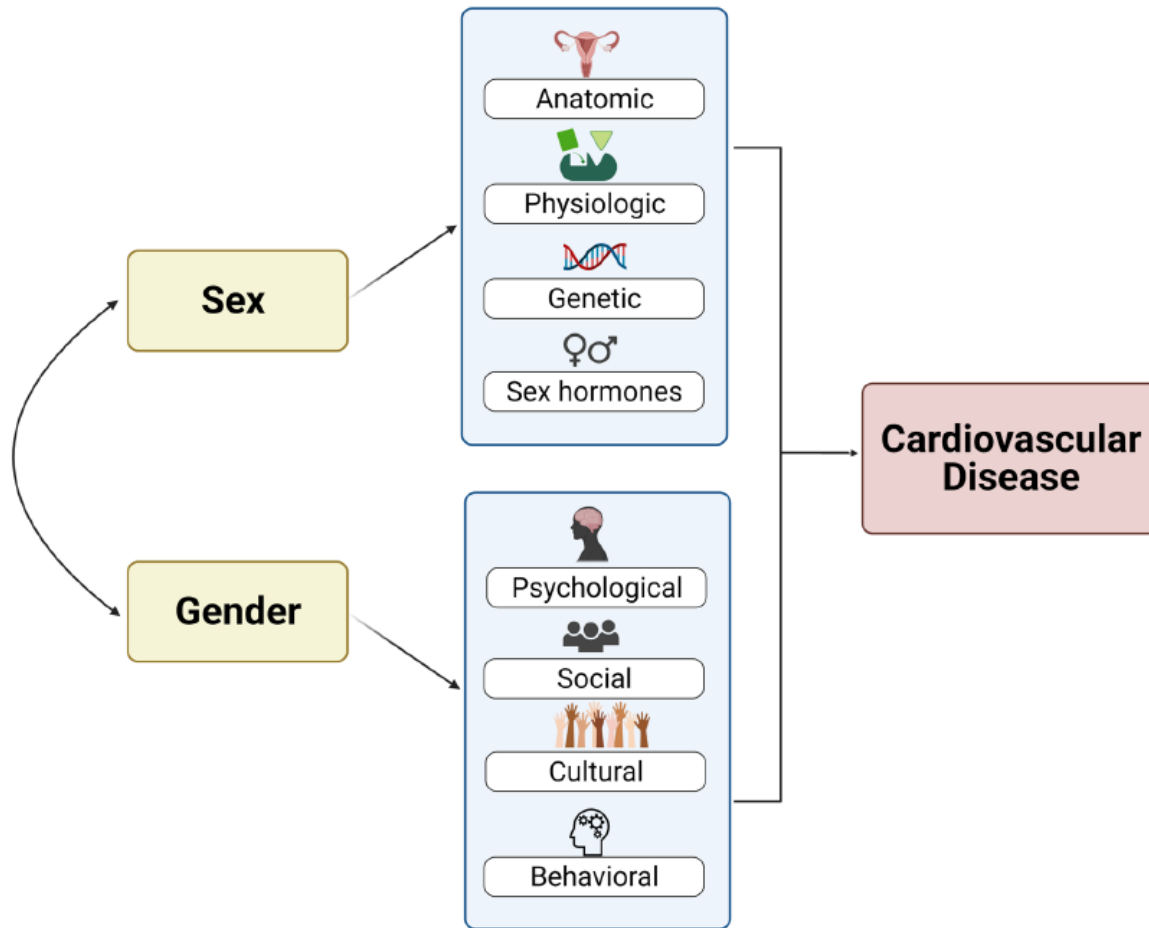 Anatomic
Physiologic
Genetic
Sex hormones
Sex
Gender
Psychological
Social
Cultural
Behavioral
Cardiovascular
Disease